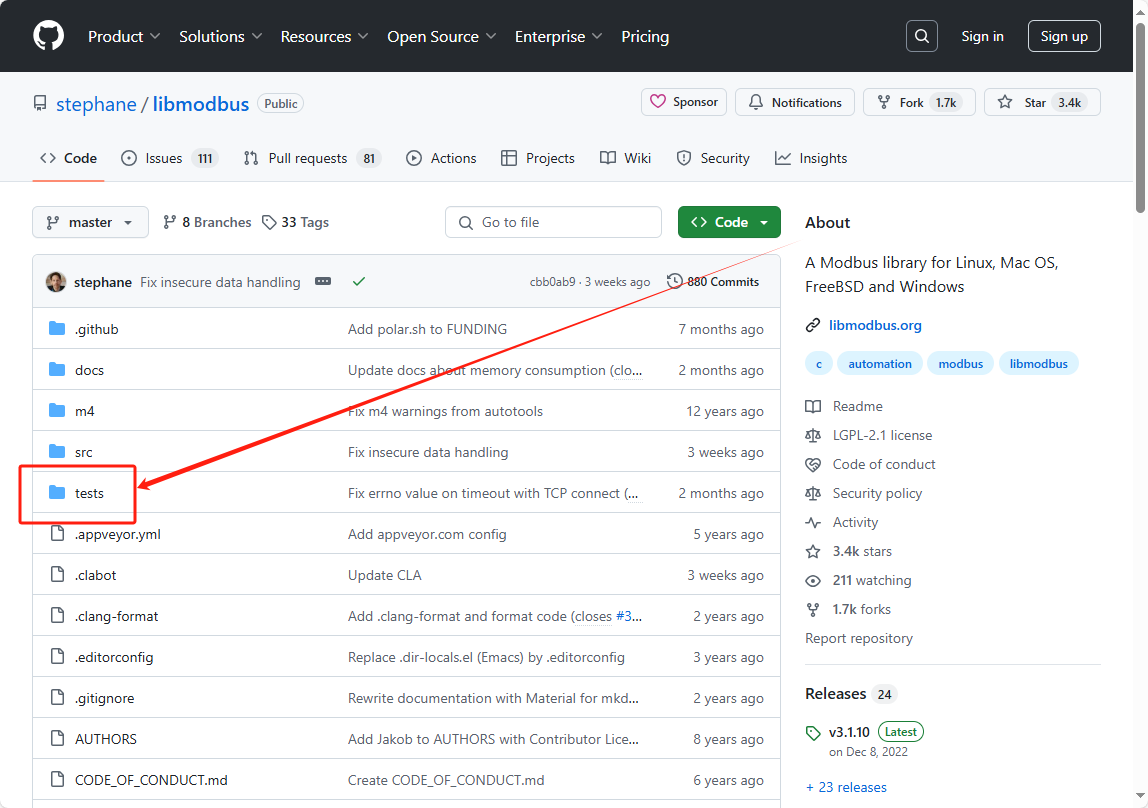 Product Solutions Resources Open Source Enterprise Pricing Sign in Sign up
stephane / libmodbus Public Sponsor Notifications Fork 1.7k Star 3.4k
Code Issues 111 Pull requests 81 Actions Projects Wiki Security Insights
master 8 Branches 33 Tags Go to file Code
stephane Fix insecure data handling cbb0ab9 · 3 weeks ago 880 Commits
.github Add polar.sh to FUNDING 7 months ago
docs Update docs about memory consumption (clo... 2 months ago
m4 Fix m4 warnings from autotools 12 years ago
src Fix insecure data handling 3 weeks ago
tests Fix errno value on timeout with TCP connect (... 2 months ago
.appveyor.yml Add appveyor.com config 5 years ago
.clabot Update CLA 3 weeks ago
.clang-format Add .clang-format and format code (closes #3... 2 years ago
.editorconfig Replace .dir-locals.el (Emacs) by .editorconfig 3 years ago
.gitignore Rewrite documentation with Material for mkd... 2 years ago
AUTHORS Add Jakob to AUTHORS with Contributor Lice... 8 years ago
CODE_OF_CONDUCT.md Create CODE_OF_CONDUCT.md 6 years ago
About
A Modbus library for Linux, Mac OS,
FreeBSD and Windows
libmodbus.org
c automation modbus libmodbus
Readme
LGPL-2.1 license
Code of conduct
Security policy
Activity
3.4k stars
211 watching
1.7k forks
Report repository
Releases 24
v3.1.10 Latest
on Dec 8, 2022
+ 23 releases